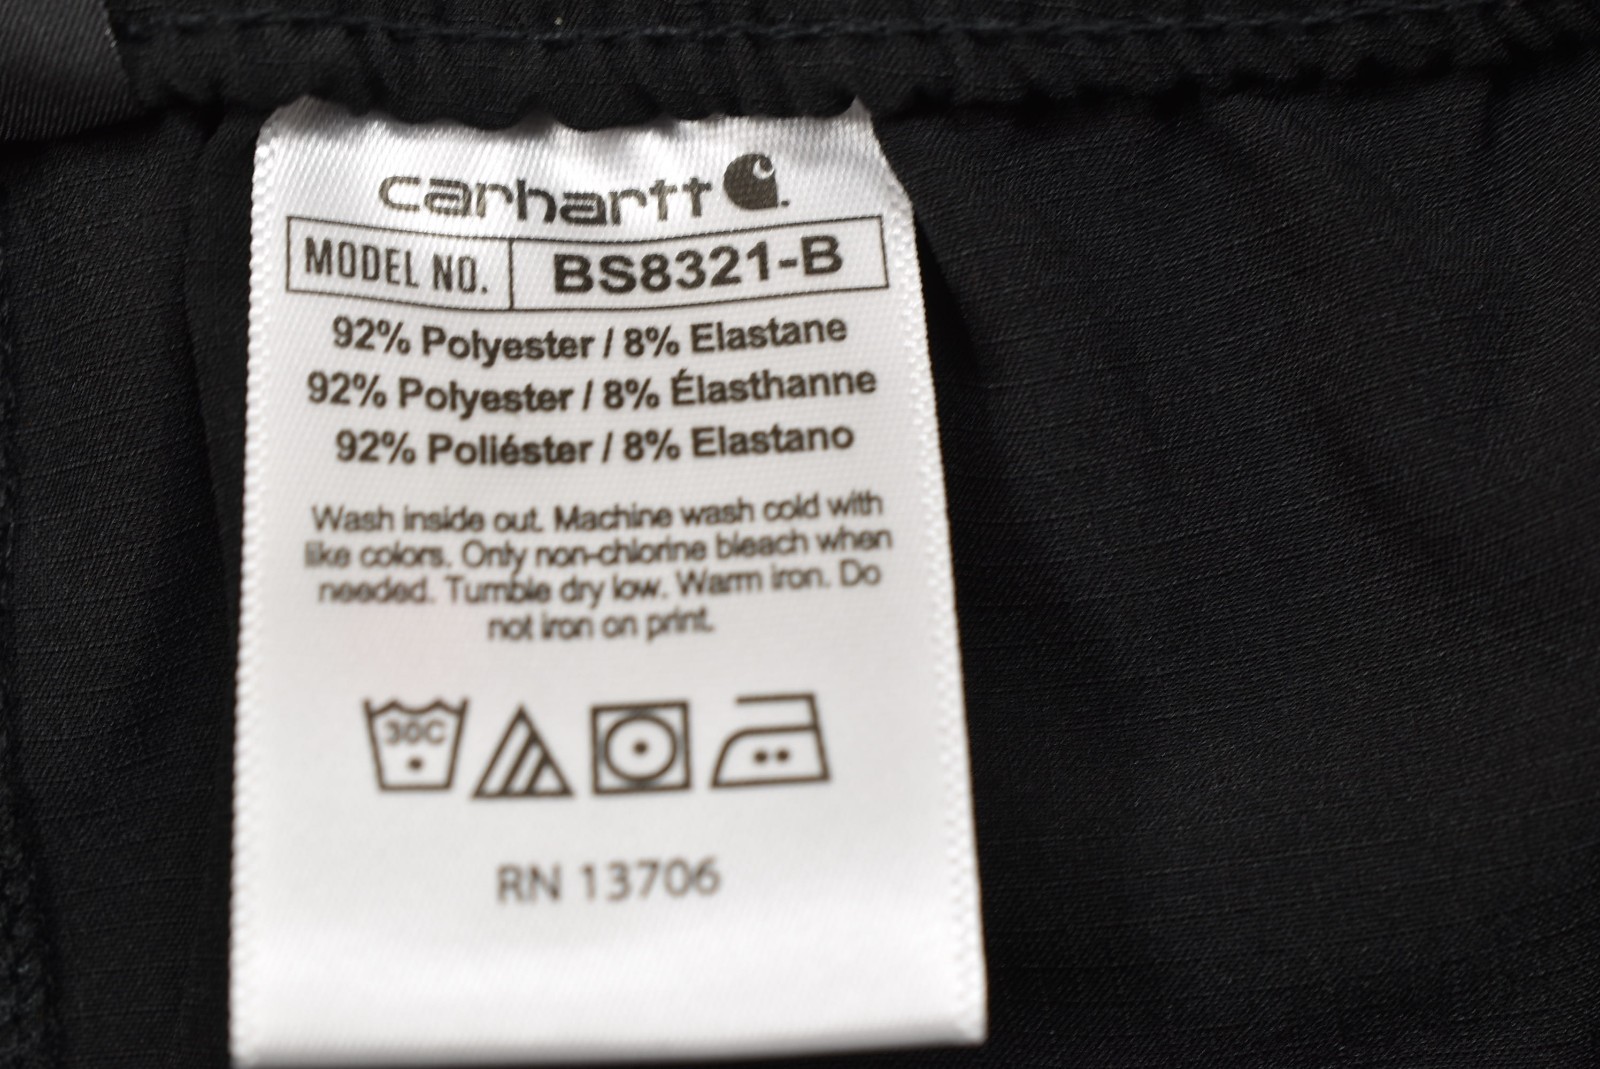 carhartt
MODEL NO. BS8321-B
92% Polyester / 8% Elastane
92% Polyester / 8% Élasthanne
92% Poliéster / 8% Elastano
Wash inside out. Machine wash cold with
like colors. Only non-chlorine bleach when
needed. Tumble dry low. Warm iron. Do
not iron on print.
30C
RN 13706